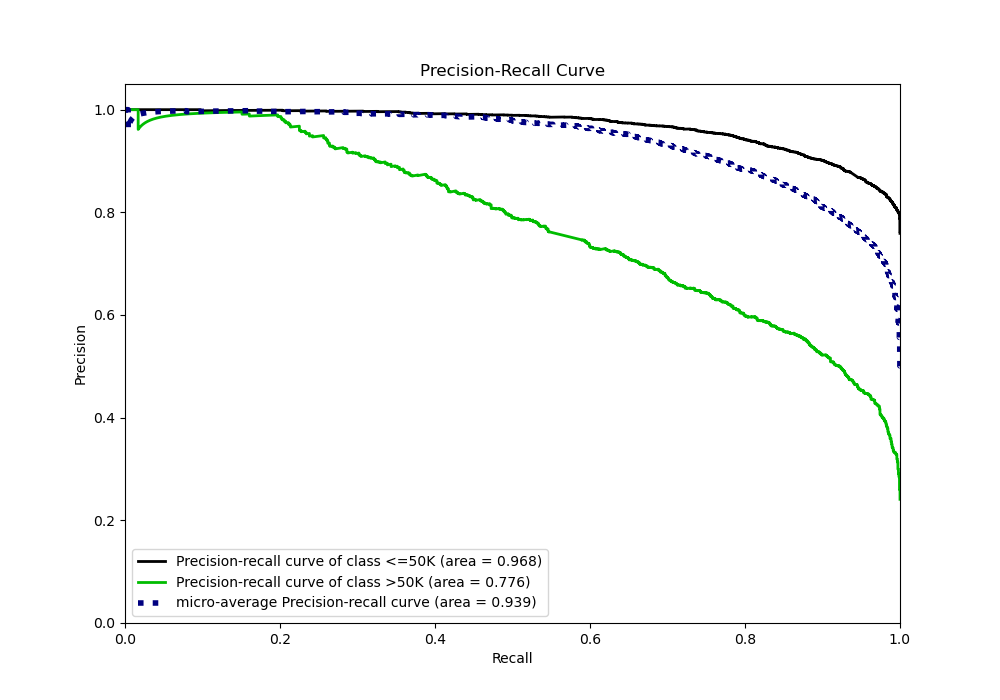 Precision-Recall Curve
1.0
0.8
0.6
0.4
0.2
0.0
Precision
Precision-recall curve of class <=50K (area = 0.968)
Precision-recall curve of class >50K (area = 0.776)
micro-average Precision-recall curve (area = 0.939)
0.0 0.2 0.4 0.6 0.8 1.0
Recall